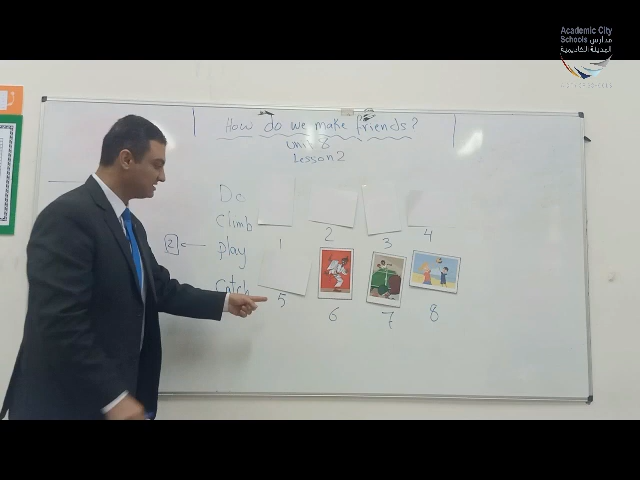 Academic City
Schools مدارس
المدينة الأكاديمية
How do we make friends?
Unit 8
Lesson 2
Do
climb
play
catch
2
1
2
3
4
5
6
7
8